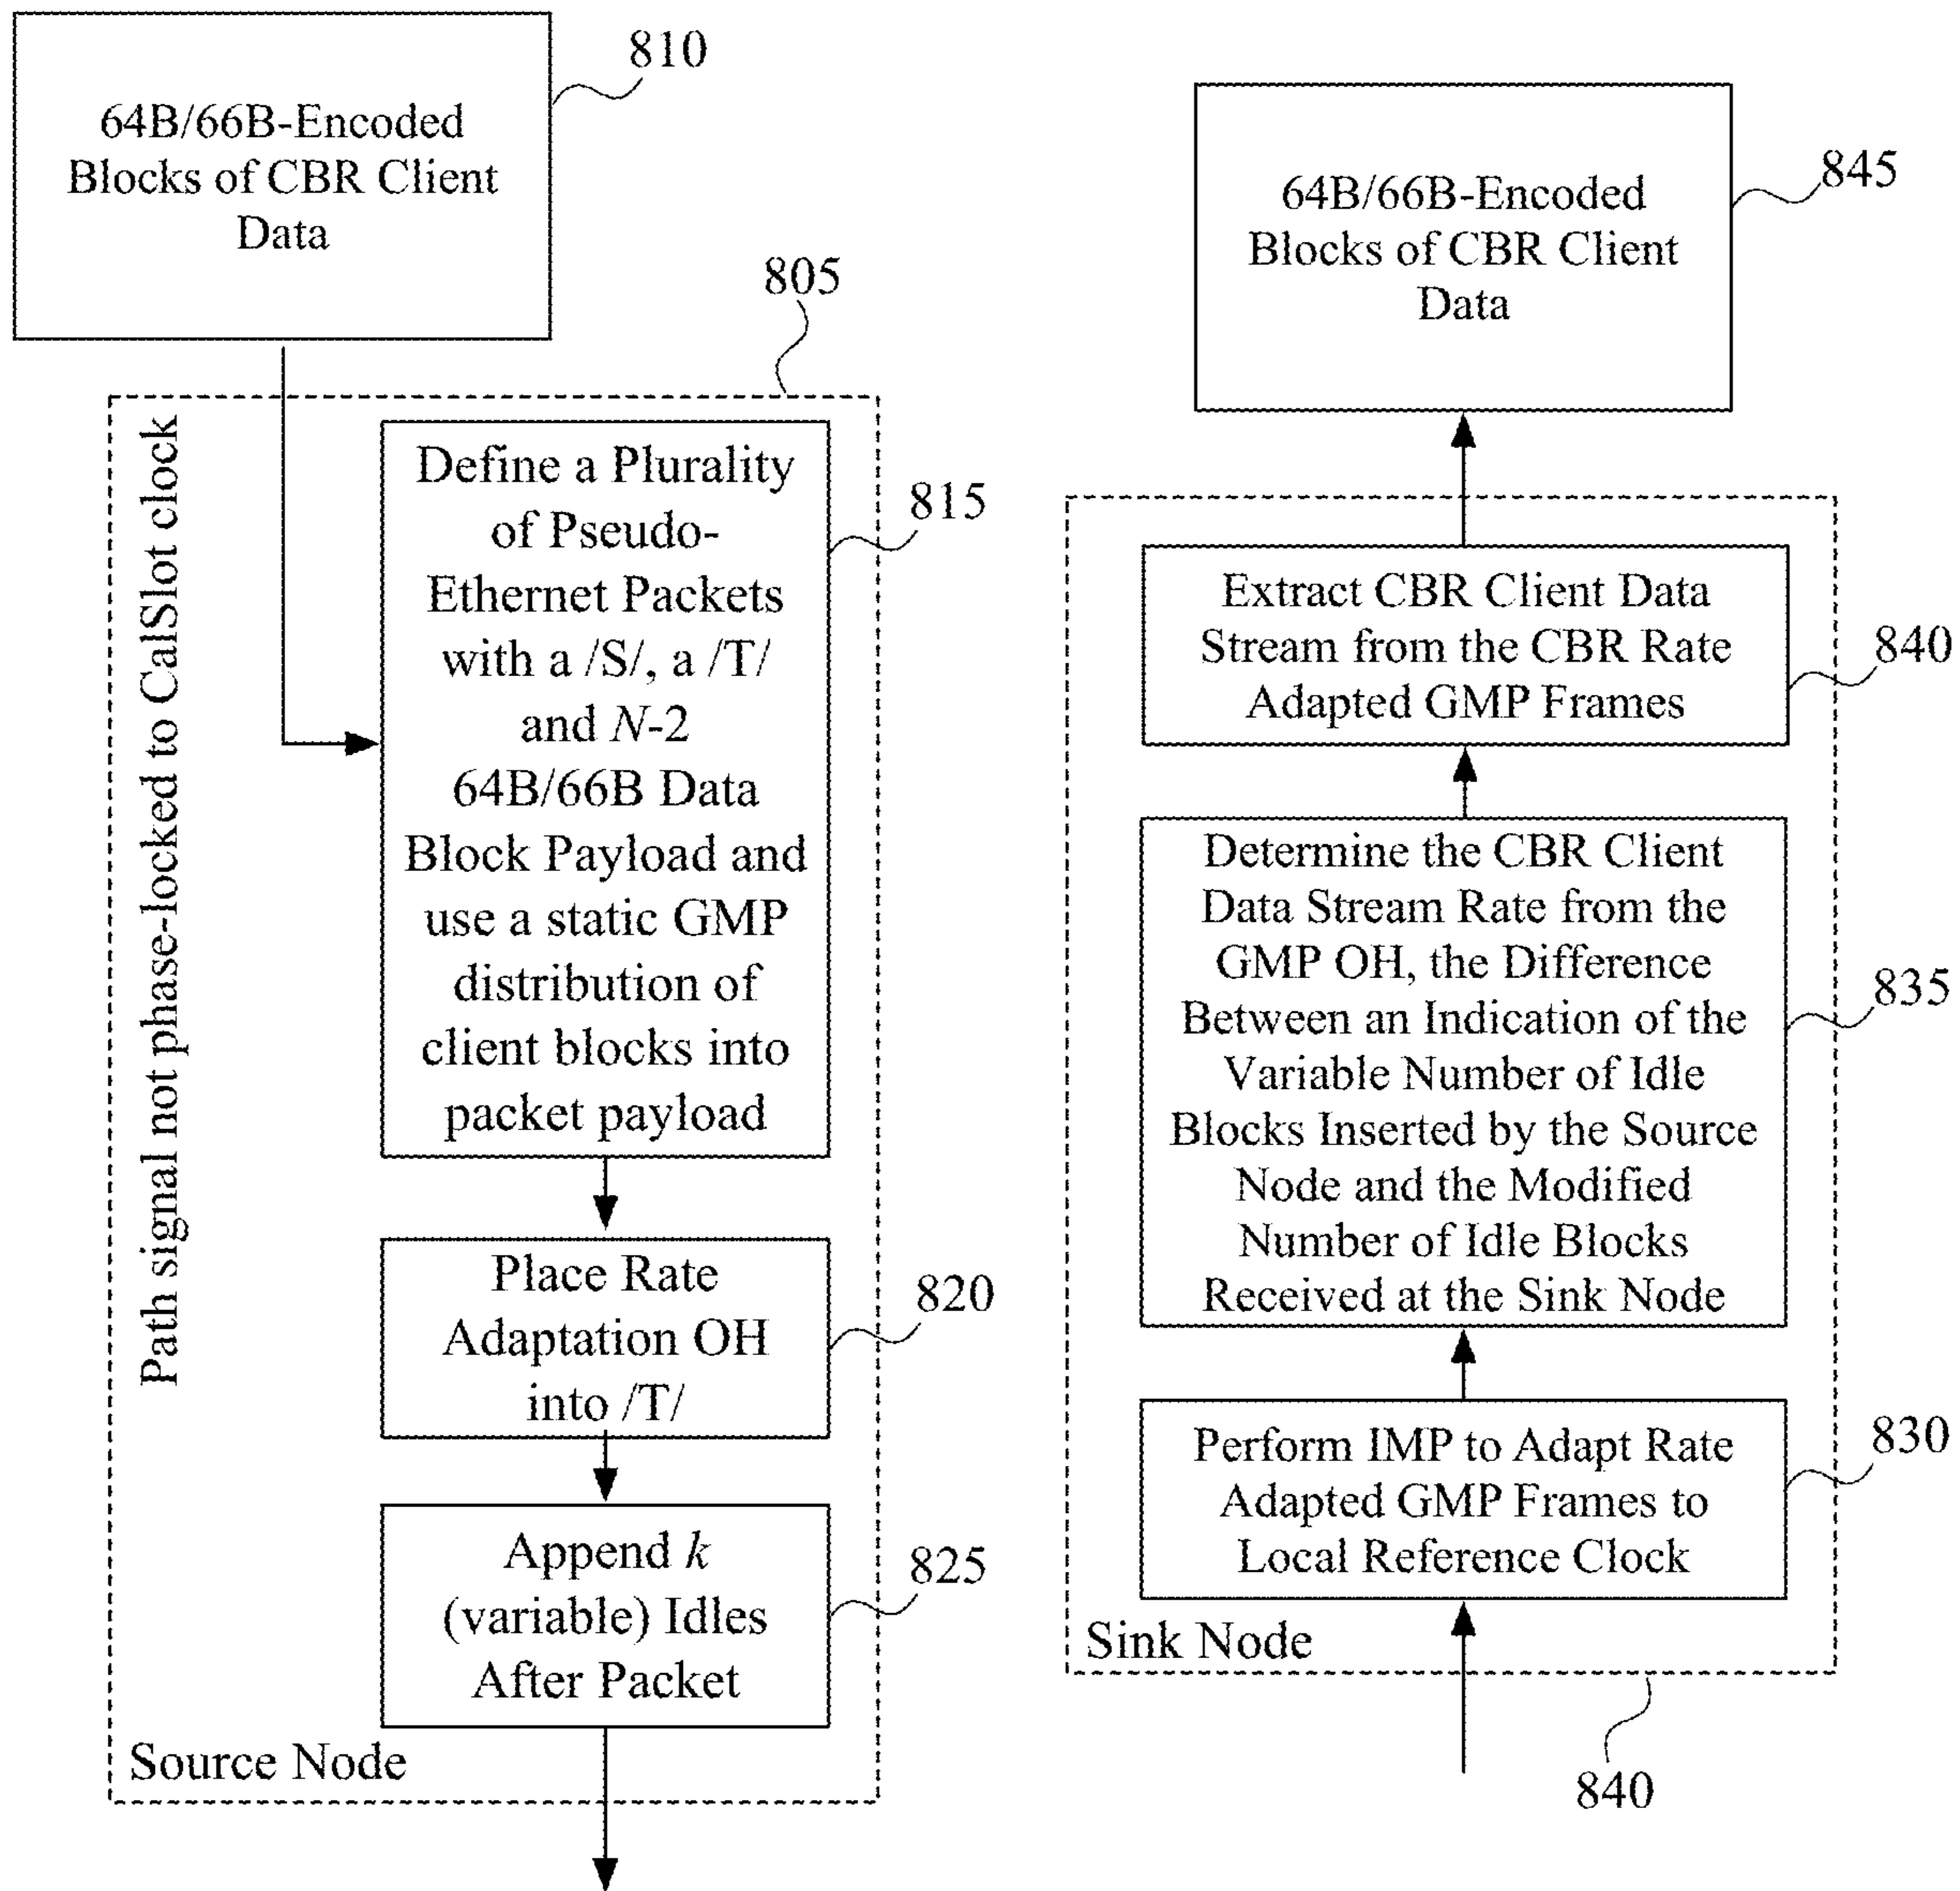 810
64B/66B-Encoded
Blocks of CBR Client
Data
805
Path signal not phase-locked to CalSlot clock
Define a Plurality
of Pseudo-
Ethernet Packets
with a /S/, a /T/
and N-2
64B/66B Data
Block Payload and
use a static GMP
distribution of
client blocks into
packet payload
815
Place Rate
Adaptation OH
into /T/
820
Append k
(variable) Idles
After Packet
825
Source Node
64B/66B-Encoded
Blocks of CBR Client
Data
845
Extract CBR Client Data
Stream from the CBR Rate
Adapted GMP Frames
840
Determine the CBR Client
Data Stream Rate from the
GMP OH, the Difference
Between an Indication of the
Variable Number of Idle
Blocks Inserted by the Source
Node and the Modified
Number of Idle Blocks
Received at the Sink Node
835
Perform IMP to Adapt Rate
Adapted GMP Frames to
Local Reference Clock
830
Sink Node
840